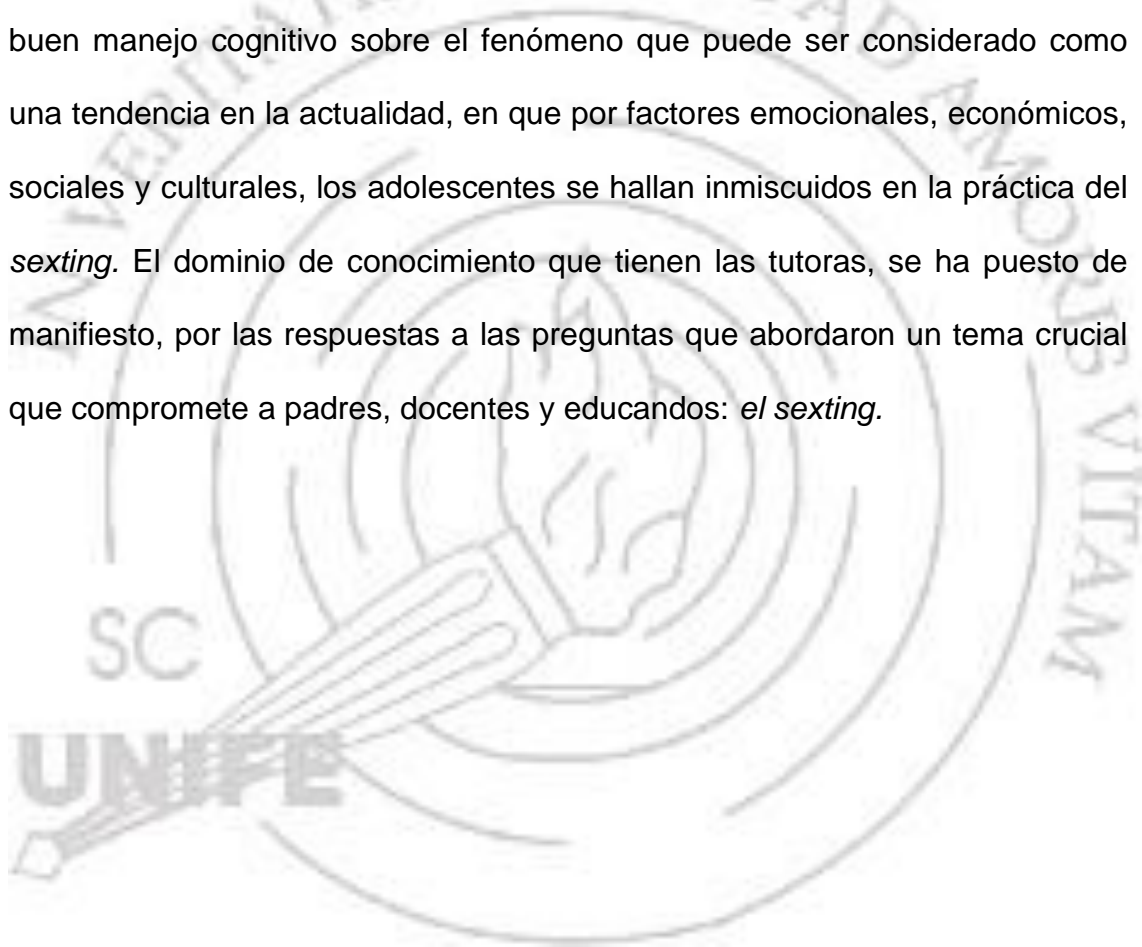 buen manejo cognitivo sobre el fenómeno que puede ser considerado como
una tendencia en la actualidad, en que por factores emocionales, económicos,
sociales y culturales, los adolescentes se hallan inmiscuidos en la práctica del
sexting. El dominio de conocimiento que tienen las tutoras, se ha puesto de
manifiesto, por las respuestas a las preguntas que abordaron un tema crucial
que compromete a padres, docentes y educandos: el sexting.
SC
UNIFE
AMORIS VITAM